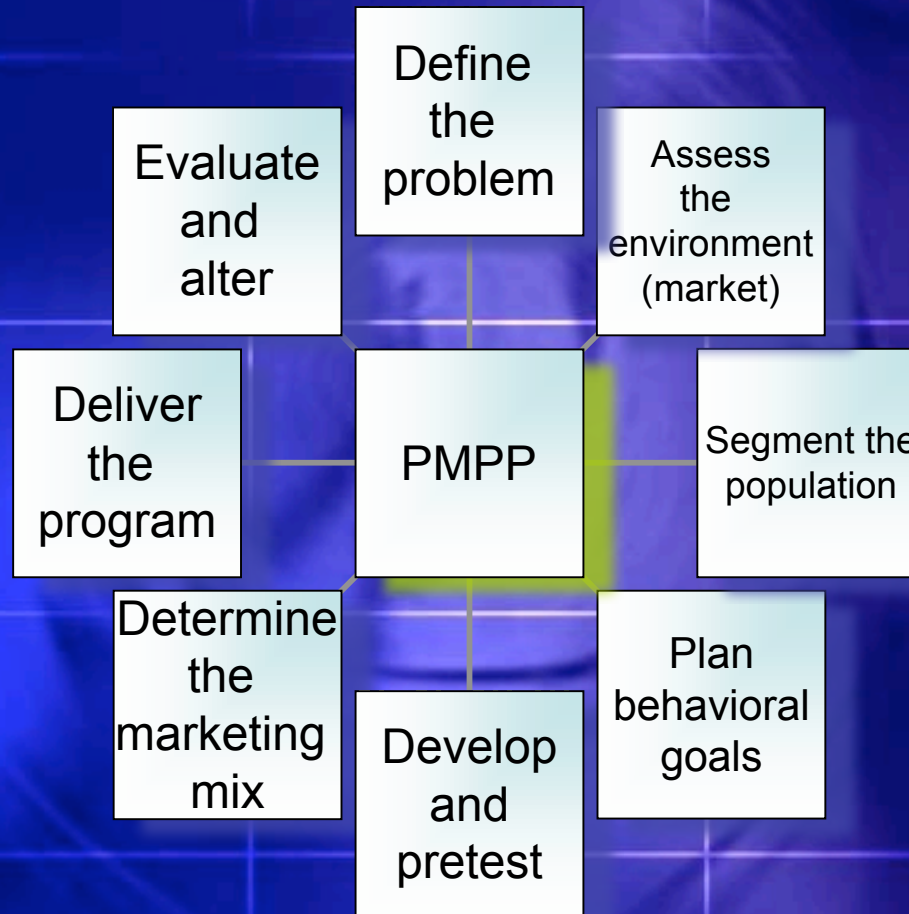 Define
the
problem
Assess
the
environment
(market)
Segment the
population
Plan
behavioral
goals
Develop
and
pretest
Determine
the
marketing
mix
Deliver
the
program
Evaluate
and
alter
PMPP